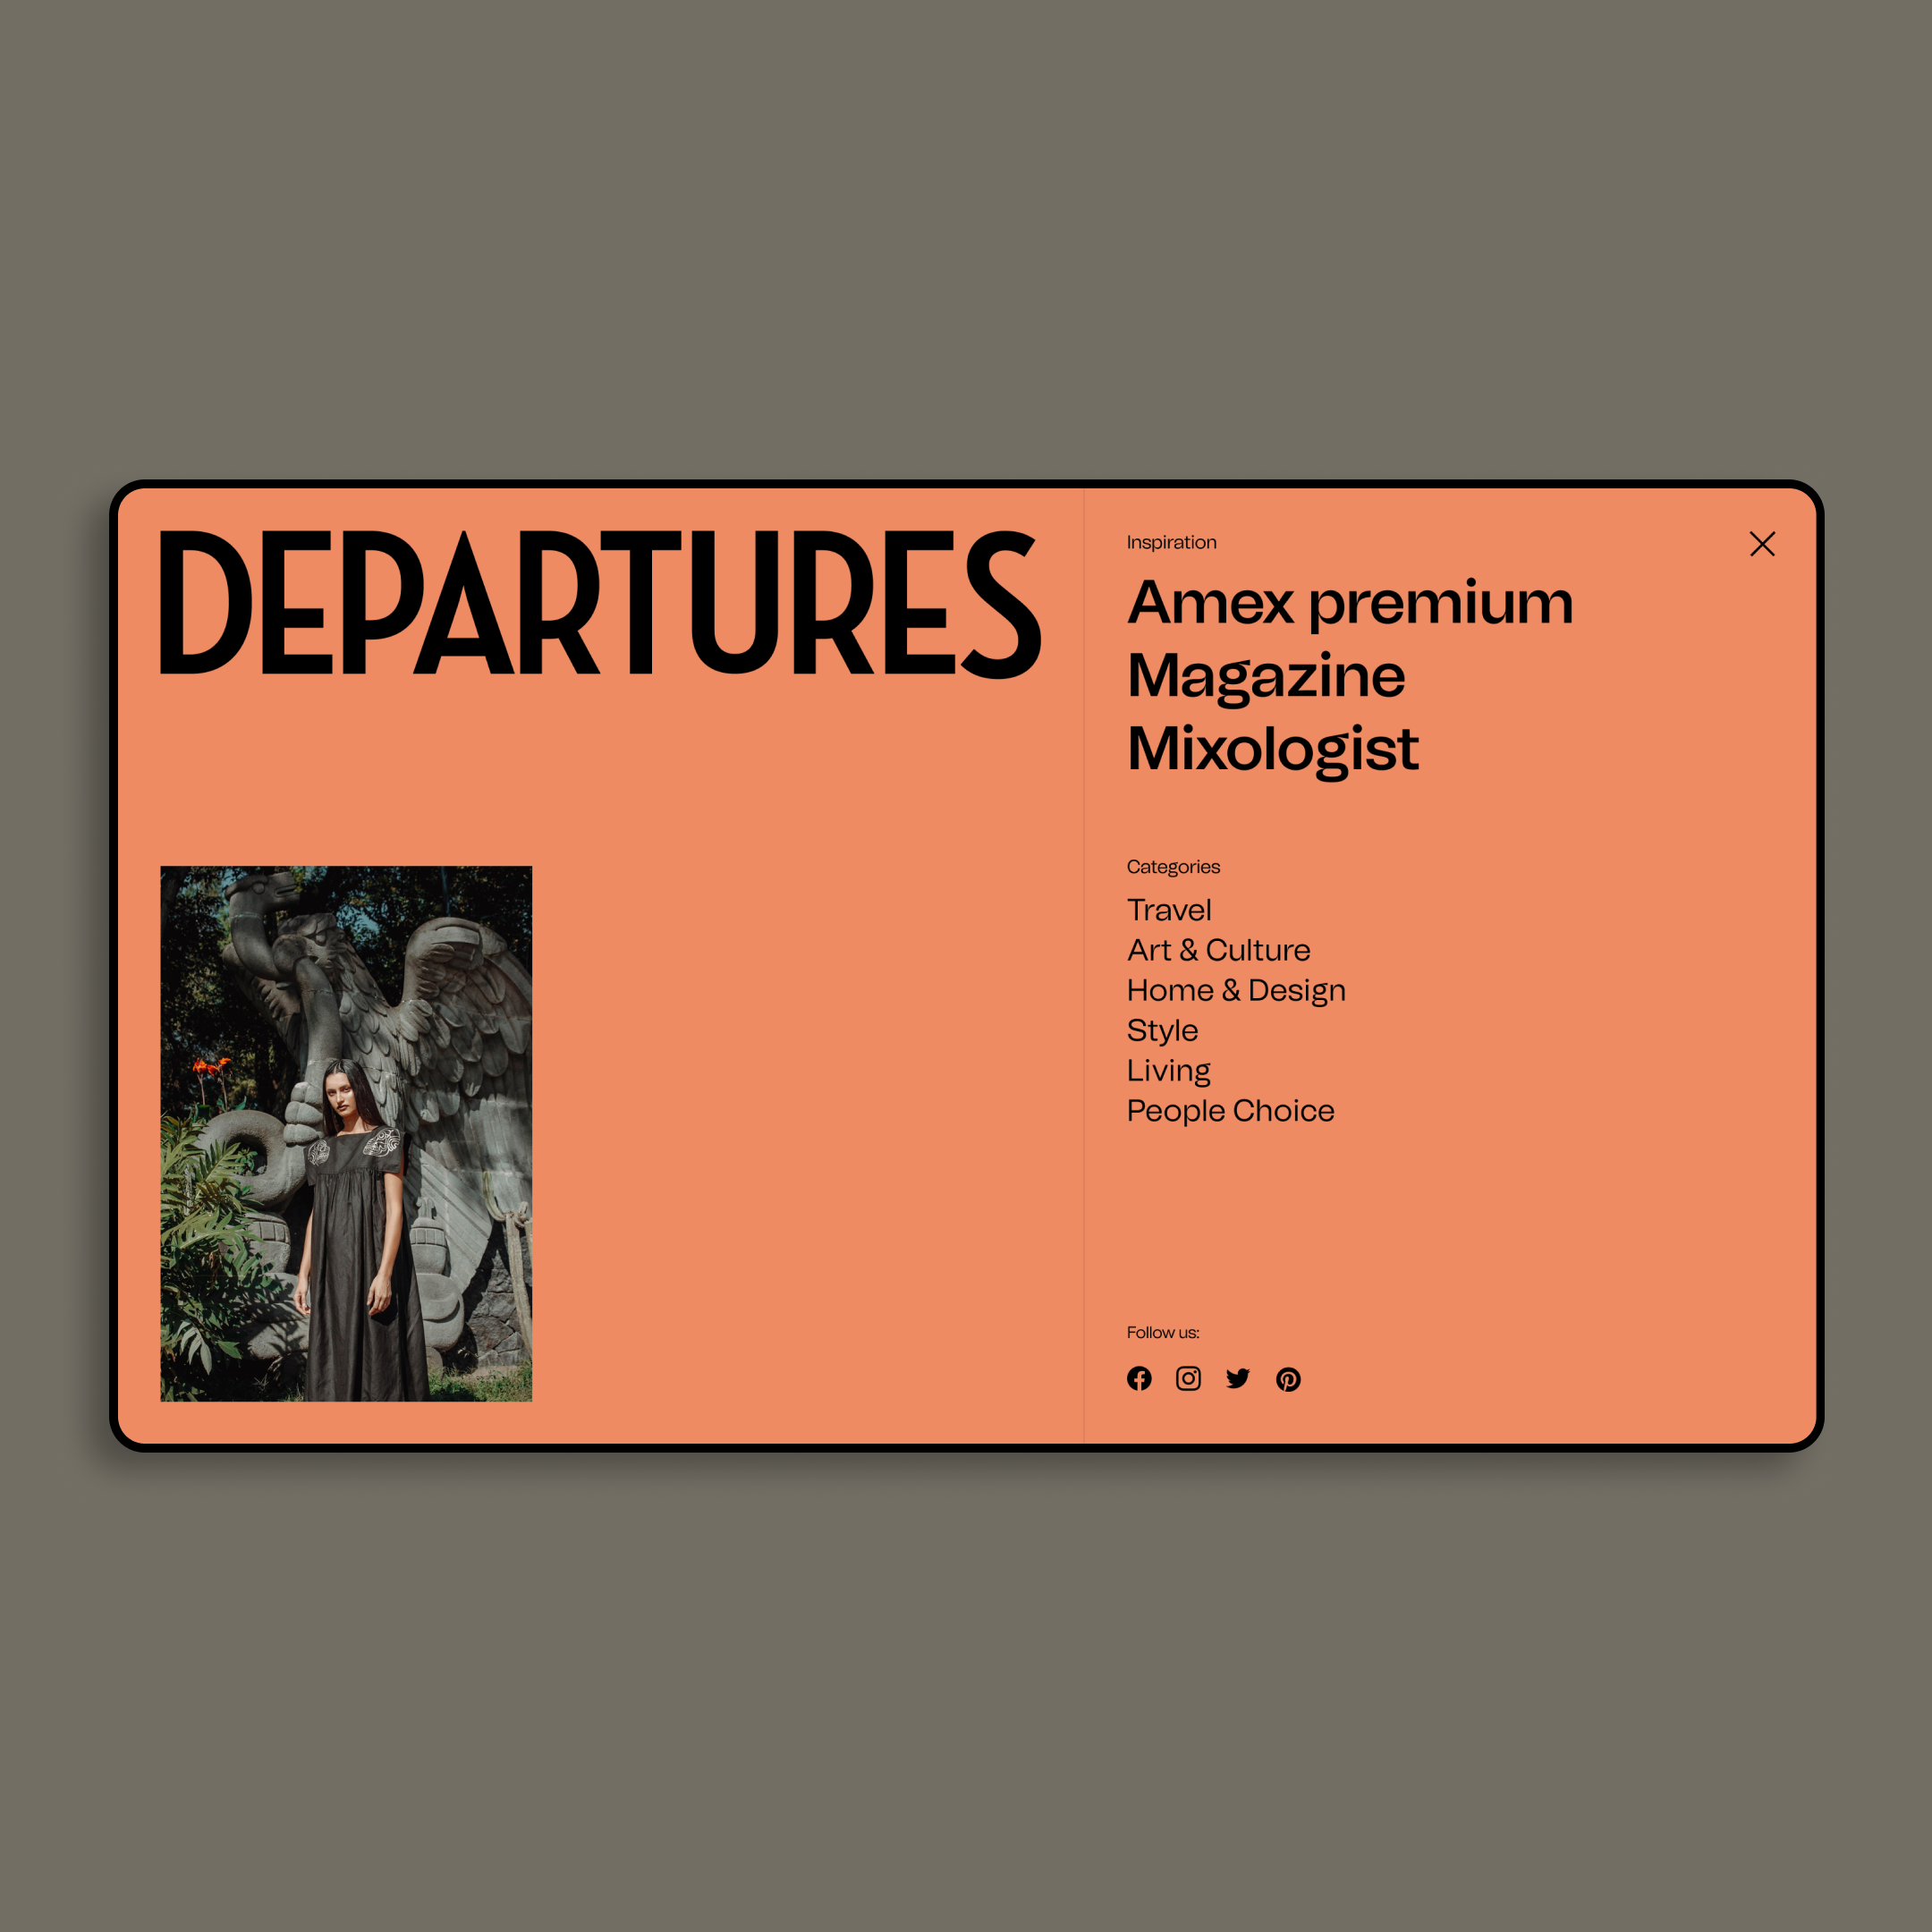 DEPARTURES
Inspiration
Amex premium
Magazine
Mixologist
Categories
Travel
Art & Culture
Home & Design
Style
Living
People Choice
Follow us: